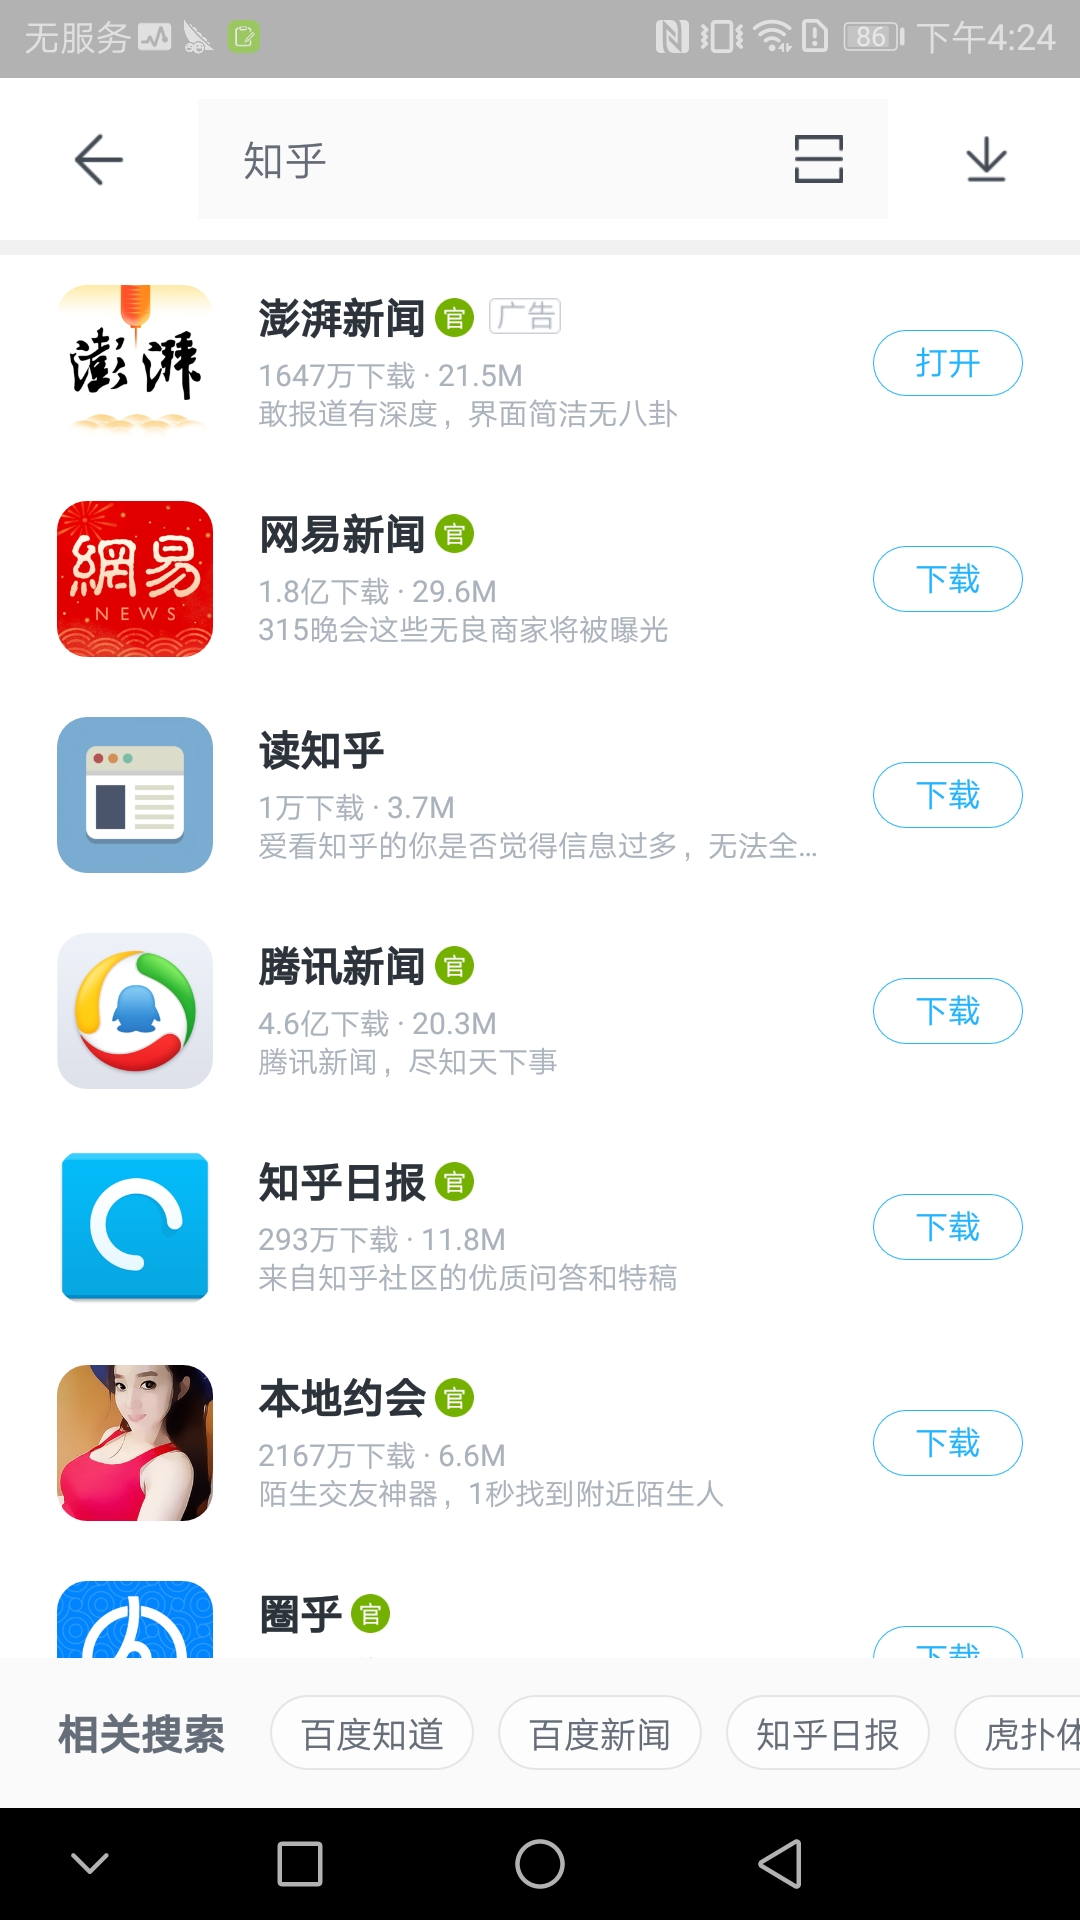 无服务 86 下午4:24
知乎
澎湃
澎湃新闻 官 广告
1647万下载 · 21.5M
敢报道有深度，界面简洁无八卦
打开
網易
NEWS
网易新闻 官
1.8亿下载 · 29.6M
315晚会这些无良商家将被曝光
下载
读知乎
1万下载 · 3.7M
爱看知乎的你是否觉得信息过多，无法全...
下载
腾讯新闻 官
4.6亿下载 · 20.3M
腾讯新闻，尽知天下事
下载
知乎日报 官
293万下载 · 11.8M
来自知乎社区的优质问答和特稿
下载
本地约会 官
2167万下载 · 6.6M
陌生交友神器，1秒找到附近陌生人
下载
圈乎 官
下载
相关搜索 百度知道 百度新闻 知乎日报 虎扑体